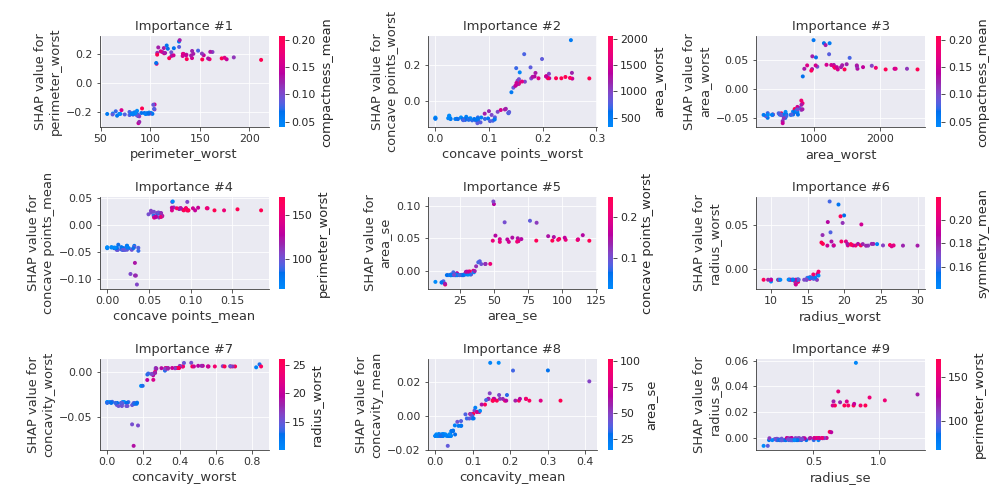 Importance #1
SHAP value for
perimeter_worst
0.2
0.0
−0.2
50
100
150
200
perimeter_worst
0.20
0.15
0.10
0.05
compactness_mean
Importance #2
SHAP value for
concave points_worst
0.2
0.0
0.0
0.1
0.2
0.3
concave points_worst
2000
1500
1000
500
area_worst
Importance #3
SHAP value for
area_worst
0.05
0.00
−0.05
1000
2000
area_worst
0.20
0.15
0.10
0.05
compactness_mean
Importance #4
SHAP value for
concave points_mean
0.05
0.00
−0.05
−0.10
0.00
0.05
0.10
0.15
concave points_mean
150
100
perimeter_worst
Importance #5
SHAP value for
area_se
0.10
0.05
0.00
25
50
75
100
125
area_se
0.2
0.1
concave points_worst
Importance #6
SHAP value for
radius_worst
0.05
0.00
10
15
20
25
30
radius_worst
0.20
0.18
0.16
symmetry_mean
Importance #7
SHAP value for
concavity_worst
0.00
−0.05
0.0
0.2
0.4
0.6
0.8
concavity_worst
25
20
15
radius_worst
Importance #8
SHAP value for
concavity_mean
0.02
0.00
−0.02
0.0
0.1
0.2
0.3
0.4
concavity_mean
100
75
50
25
area_se
Importance #9
SHAP value for
radius_se
0.06
0.04
0.02
0.00
0.5
1.0
radius_se
150
100
perimeter_worst